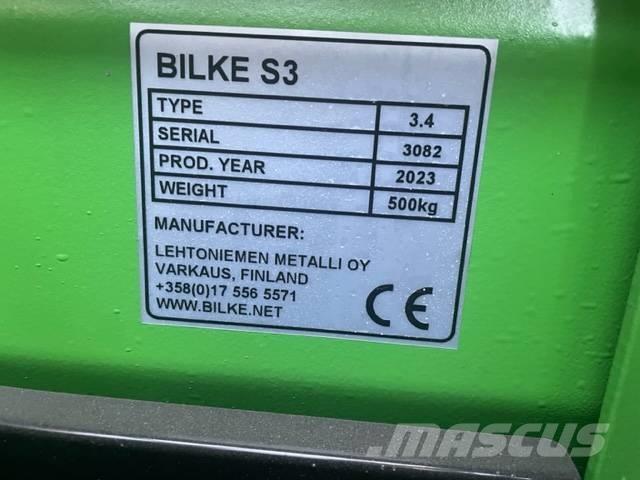 BILKE S3
TYPE 3.4
SERIAL 3082
PROD. YEAR 2023
WEIGHT 500kg
MANUFACTURER:
LEHTONIEMEN METALLI OY
VARKAUS, FINLAND
+358(0)17 556 5571
WWW.BILKE.NET
CE
MASCUS